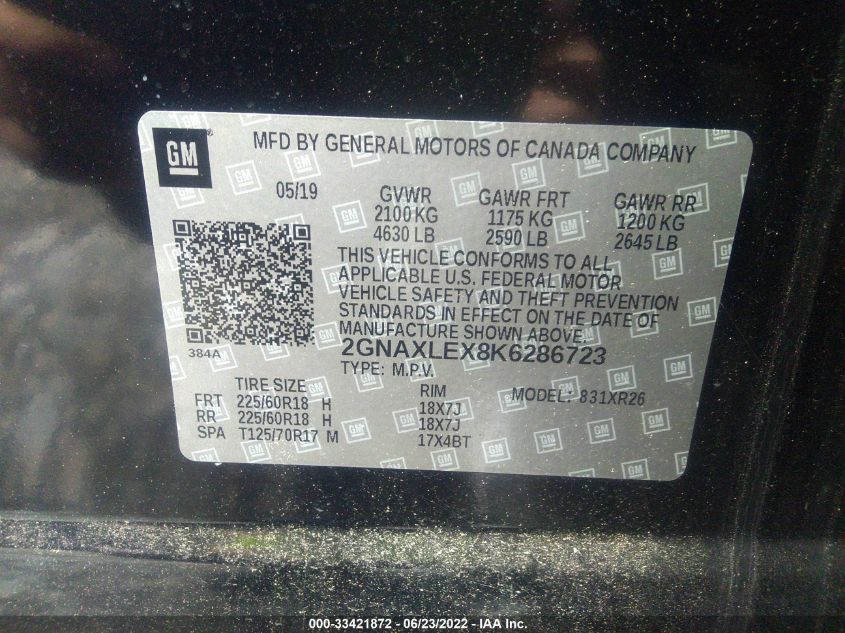 GM
MFD BY GENERAL MOTORS OF CANADA COMPANY
05/19 GVWR GAWR FRT GAWR RR
2100 KG 1175 KG 1200 KG
4630 LB 2590 LB 2645 LB
THIS VEHICLE CONFORMS TO ALL
APPLICABLE U.S. FEDERAL MOTOR
VEHICLE SAFETY AND THEFT PREVENTION
STANDARDS IN EFFECT ON THE DATE OF
MANUFACTURE SHOWN ABOVE.
384A 2GNAXLEX8K6286723
TYPE: M.P.V.
TIRE SIZE RIM MODEL: 831XR26
FRT 225/60R18 H 18X7J
RR 225/60R18 H 18X7J
SPA T125/70R17 M 17X4BT
000-33421872 - 06/23/2022 - IAA Inc.